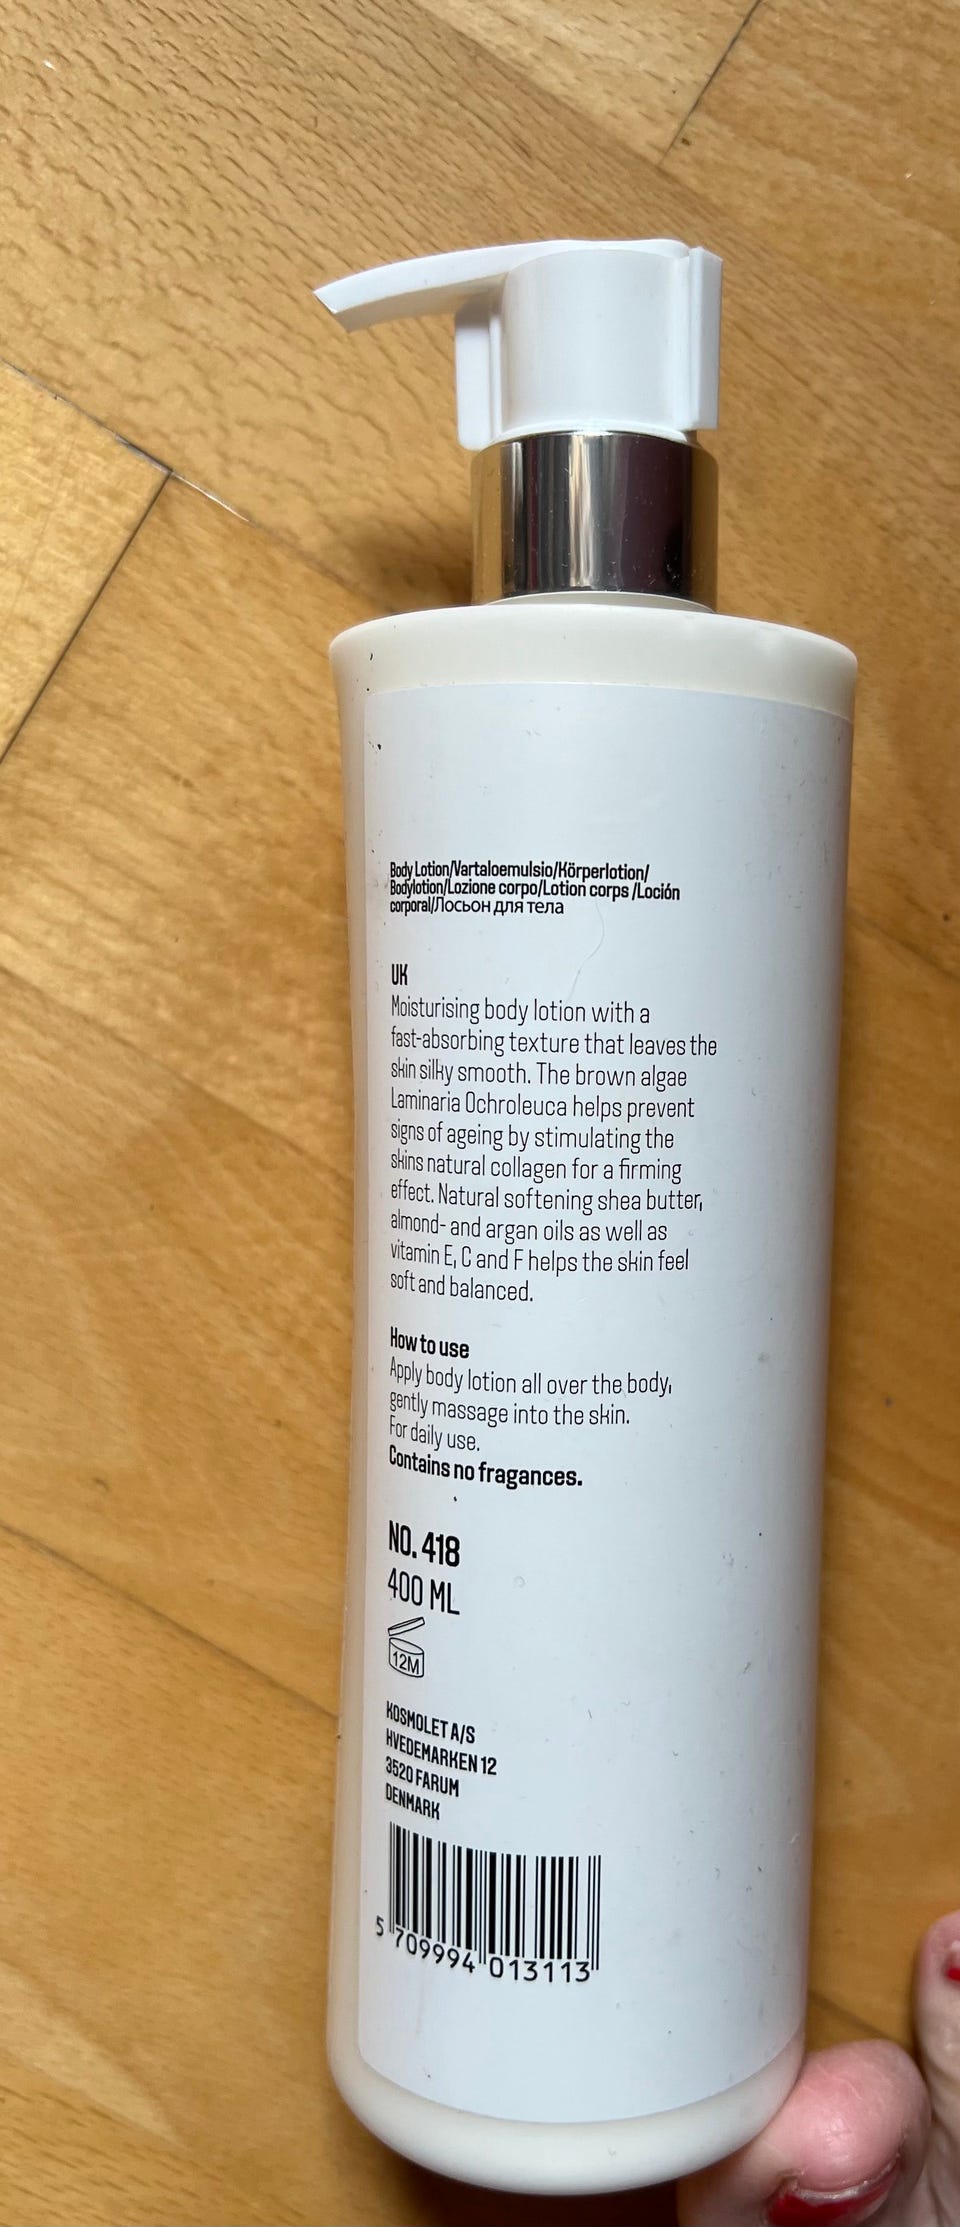 Body Lotion/Vartaloemulsio/Körperlotion/
Bodylotion/Lozione corpo/Lotion corps /Loción
corporal/Лосьон для тела
UK
Moisturising body lotion with a
fast-absorbing texture that leaves the
skin silky smooth. The brown algae
Laminaria Ochroleuca helps prevent
signs of ageing by stimulating the
skins natural collagen for a firming
effect. Natural softening shea butter,
almond- and argan oils as well as
vitamin E, C and F helps the skin feel
soft and balanced.
How to use
Apply body lotion all over the body,
gently massage into the skin.
For daily use.
Contains no fragances.
NO. 418
400 ML
12M
KOSMOLET A/S
HVEDEMARKEN 12
3520 FARUM
DENMARK
5 709994 013113